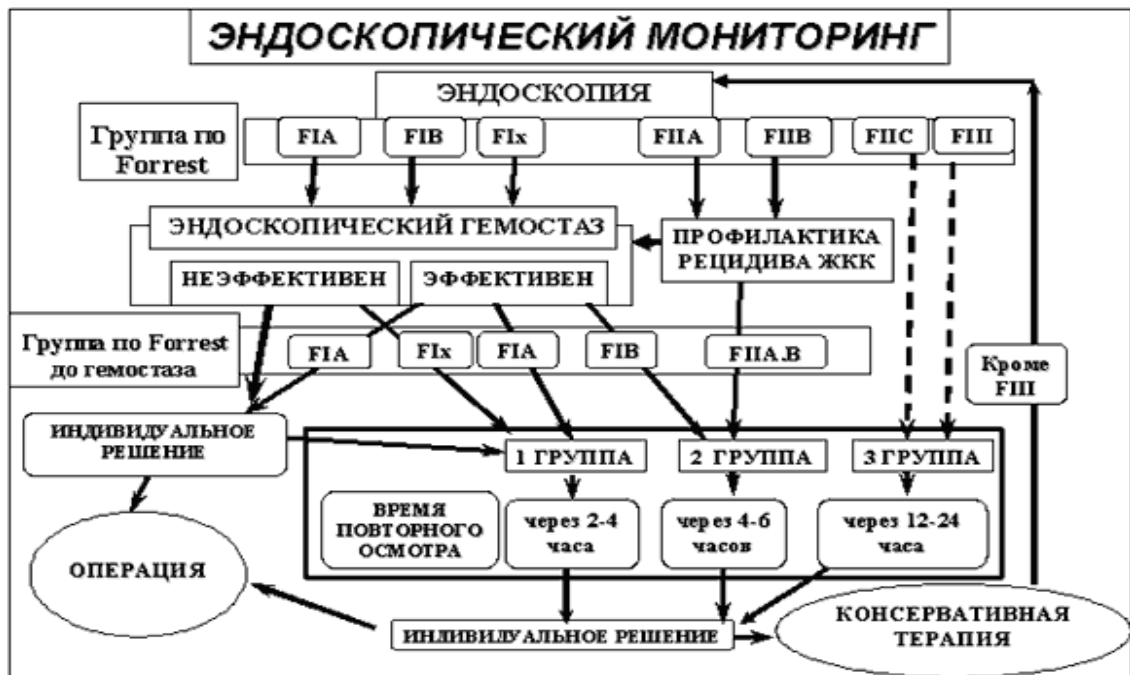 ЭНДОСКОПИЧЕСКИЙ МОНИТОРИНГ
ЭНДОСКОПИЯ
Группа по
Forrest
FIA
FIB
FIx
FIIA
FIIB
FIIC
FIII
ЭНДОСКОПИЧЕСКИЙ ГЕМОСТАЗ
НЕЭФФЕКТИВЕН
ЭФФЕКТИВЕН
ПРОФИЛАКТИКА
РЕЦИДИВА ЖКК
Группа по Forrest
до гемостаза
FIA
FIx
FIA
FIB
FIIA.B
Кроме
FIII
ИНДИВИДУАЛЬНОЕ
РЕШЕНИЕ
1 ГРУППА
2 ГРУППА
3 ГРУППА
ВРЕМЯ
ПОВТОРНОГО
ОСМОТРА
через 2-4
часа
через 4-6
часов
через 12-24
часа
ОПЕРАЦИЯ
ИНДИВИДУАЛЬНОЕ РЕШЕНИЕ
КОНСЕРВАТИВНАЯ
ТЕРАПИЯ